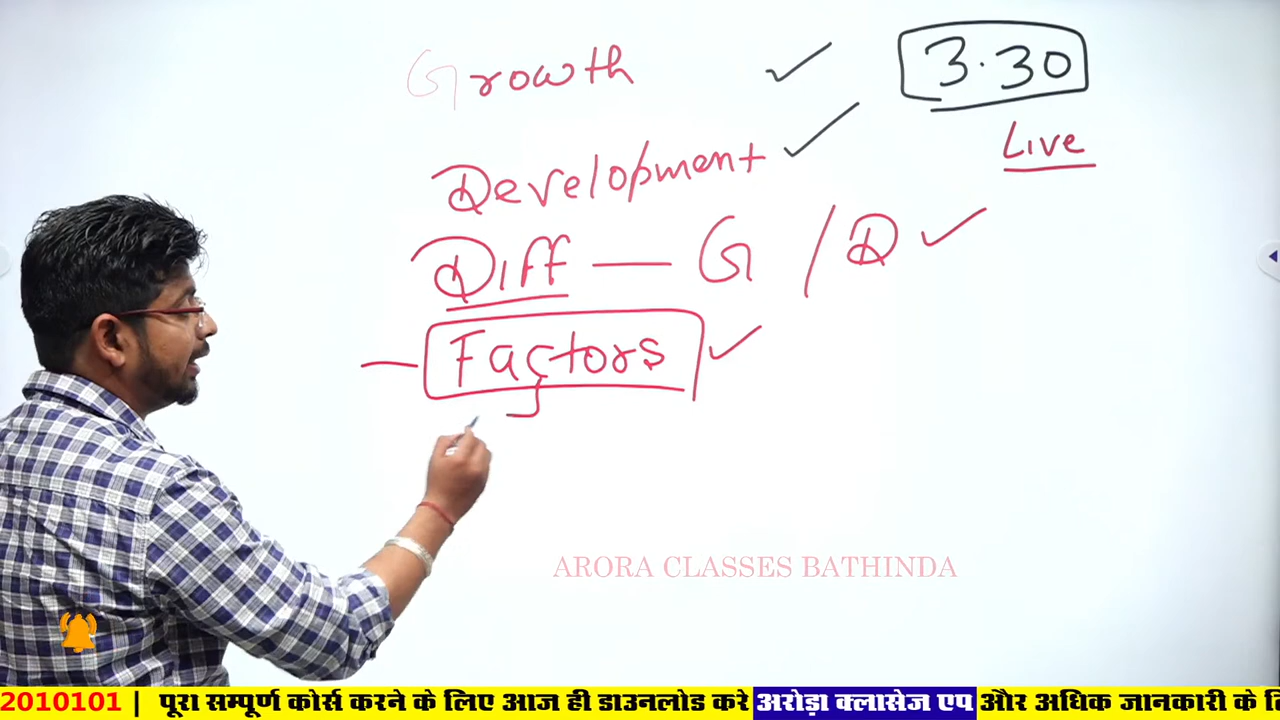 Growth
3.30
Live
Development
Diff — G / D
Factors
ARORA CLASSES BATHINDA
2010101 | पूरा सम्पूर्ण कोर्स करने के लिए आज ही डाउनलोड करे अरोड़ा क्लासेज एप और अधिक जानकारी के